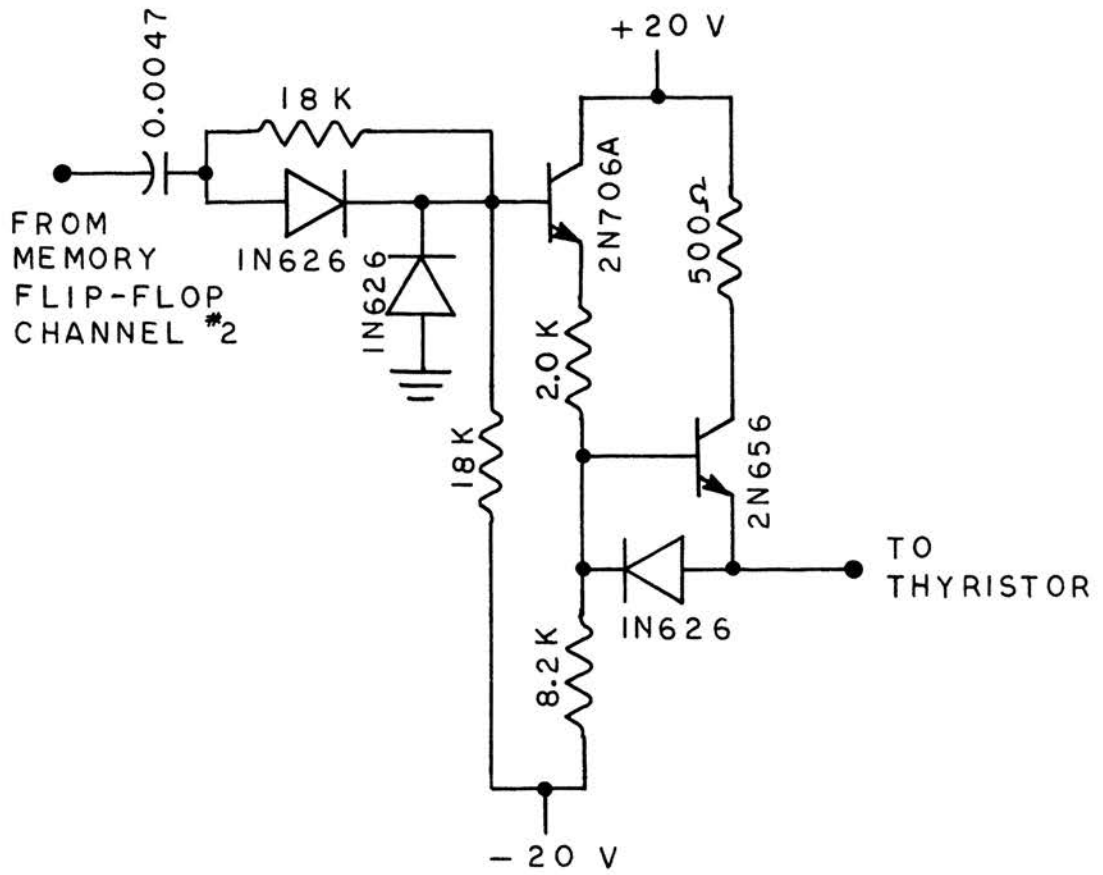 +20 V
0.0047
18 K
2N706A
500Ω
FROM
MEMORY
FLIP-FLOP
CHANNEL #2
IN626
IN626
2.0 K
18 K
2N656
TO
THYRISTOR
IN626
8.2 K
-20 V